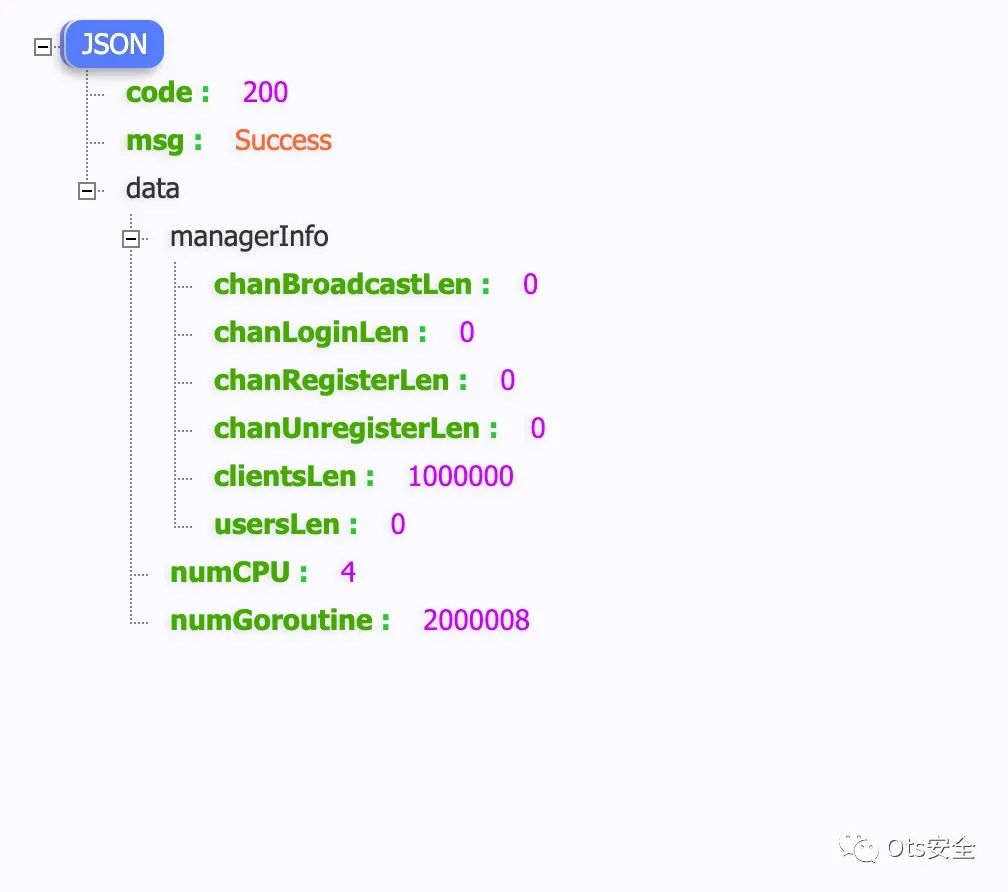 JSON
code : 200
msg : Success
data
managerInfo
chanBroadcastLen : 0
chanLoginLen : 0
chanRegisterLen : 0
chanUnregisterLen : 0
clientsLen : 1000000
usersLen : 0
numCPU : 4
numGoroutine : 2000008
Ots安全